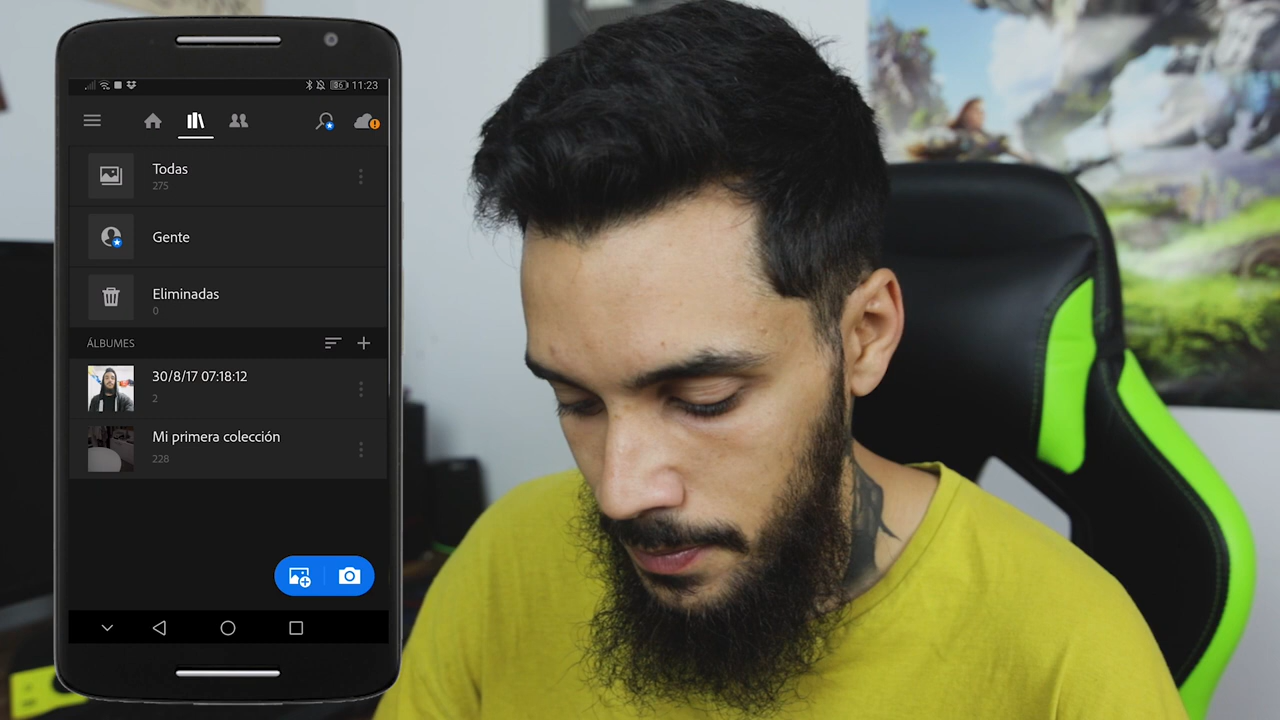 86 11:23
Todas
275
Gente
Eliminadas
0
ÁLBUMES
30/8/17 07:18:12
2
Mi primera colección
228